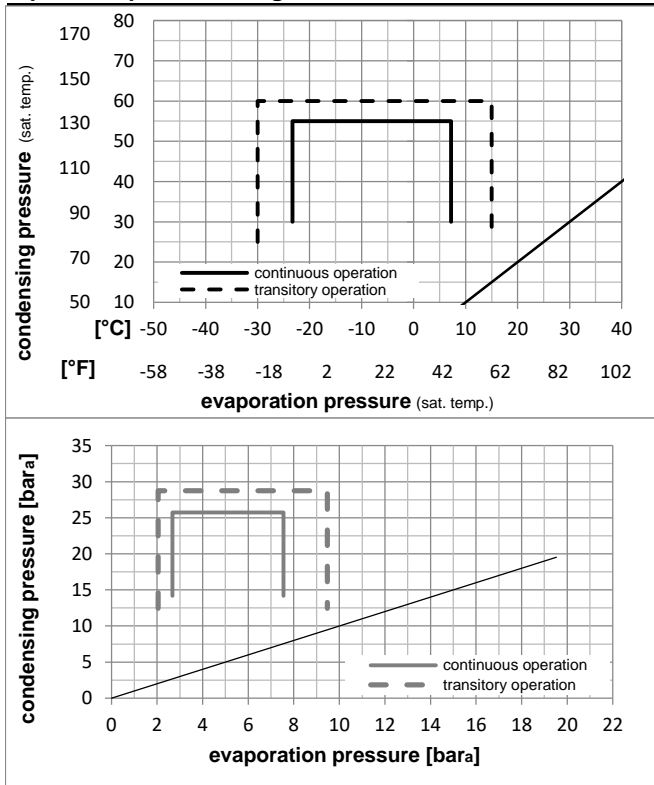 170 80
70
150 60
130 50
110 40
90 30
70 20
50 10
condensing pressure (sat. temp.)
continuous operation
transitory operation
[°C] -50 -40 -30 -20 -10 0 10 20 30 40
[°F] -58 -38 -18 2 22 42 62 82 102
evaporation pressure (sat. temp.)
35
30
25
20
15
10
5
0
condensing pressure [bara]
continuous operation
transitory operation
0 2 4 6 8 10 12 14 16 18 20 22
evaporation pressure [bara]